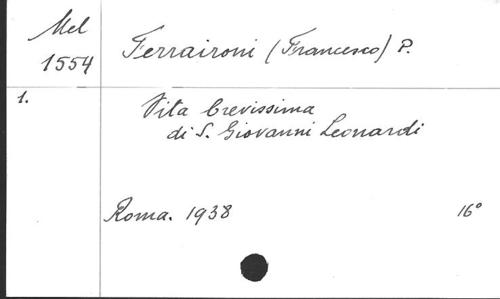 Mel
1554
Ferraironi (Francesco) P.
1.
Vita brevissima
di S. Giovanni Leonardi
Roma. 1938
16°